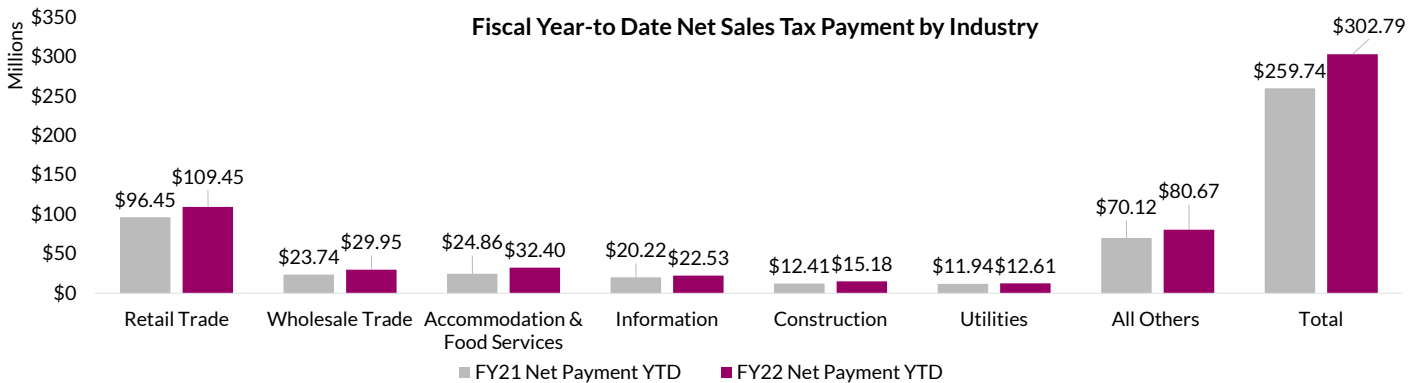 Fiscal Year-to Date Net Sales Tax Payment by Industry
Millions
$350
$300
$250
$200
$150
$100
$50
$0
$96.45
$109.45
$23.74
$29.95
$24.86
$32.40
$20.22
$22.53
$12.41
$15.18
$11.94
$12.61
$70.12
$80.67
$259.74
$302.79
Retail Trade
Wholesale Trade
Accommodation &
Food Services
Information
Construction
Utilities
All Others
Total
FY21 Net Payment YTD
FY22 Net Payment YTD